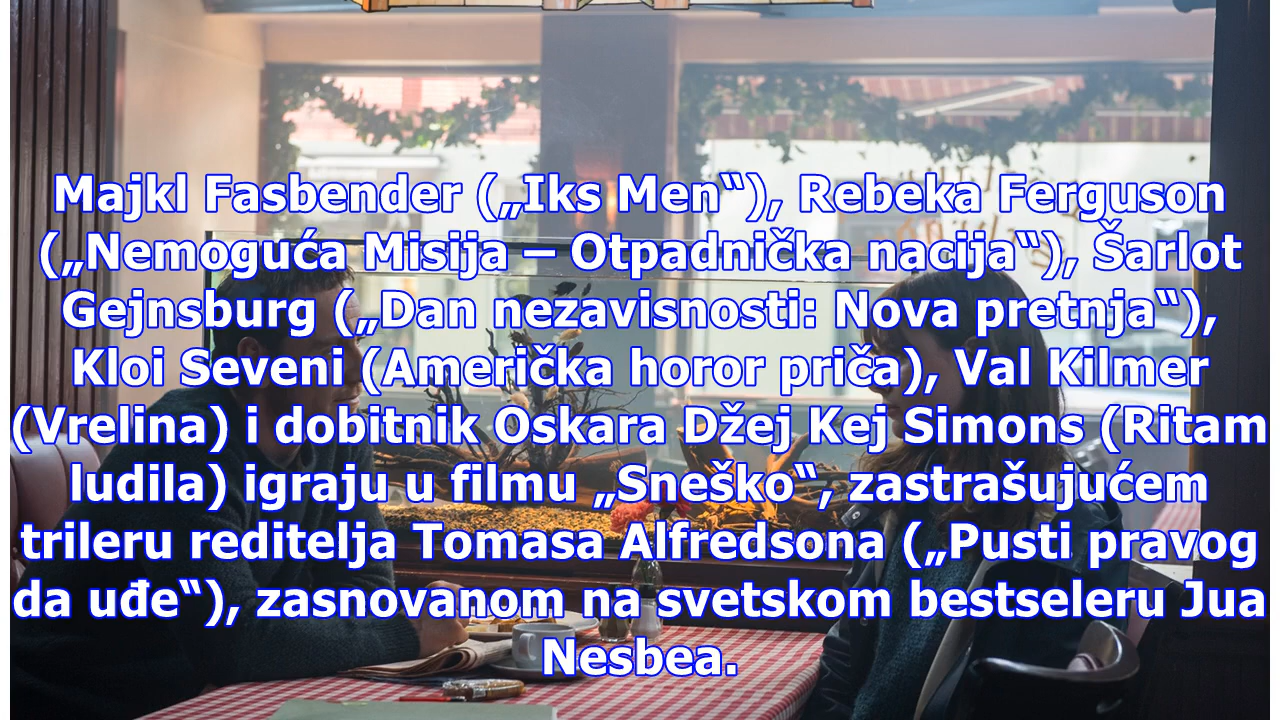 Majkl Fasbender („Iks Men“), Rebeka Ferguson
(„Nemoguća Misija – Otpadnička nacija“), Šarlot
Gejnsburg („Dan nezavisnosti: Nova pretnja“),
Kloi Seveni (Američka horor priča), Val Kilmer
(Vrelina) i dobitnik Oskara Džej Kej Simons (Ritam
ludila) igraju u filmu „Sneško“, zastrašujućem
trileru reditelja Tomasa Alfredsona („Pusti pravog
da uđe“), zasnovanom na svetskom bestseleru Jua
Nesbea.